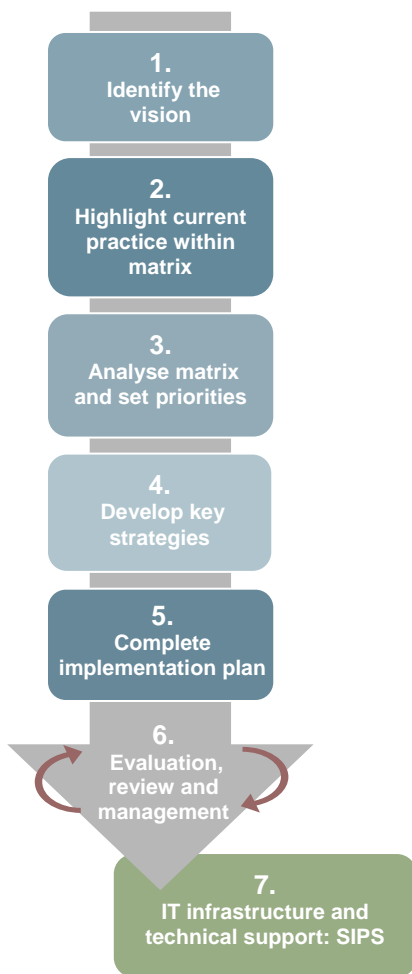 1.
Identify the
vision
2.
Highlight current
practice within
matrix
3.
Analyse matrix
and set priorities
4.
Develop key
strategies
5.
Complete
implementation plan
6.
Evaluation,
review and
management
7.
IT infrastructure and
technical support: SIPS